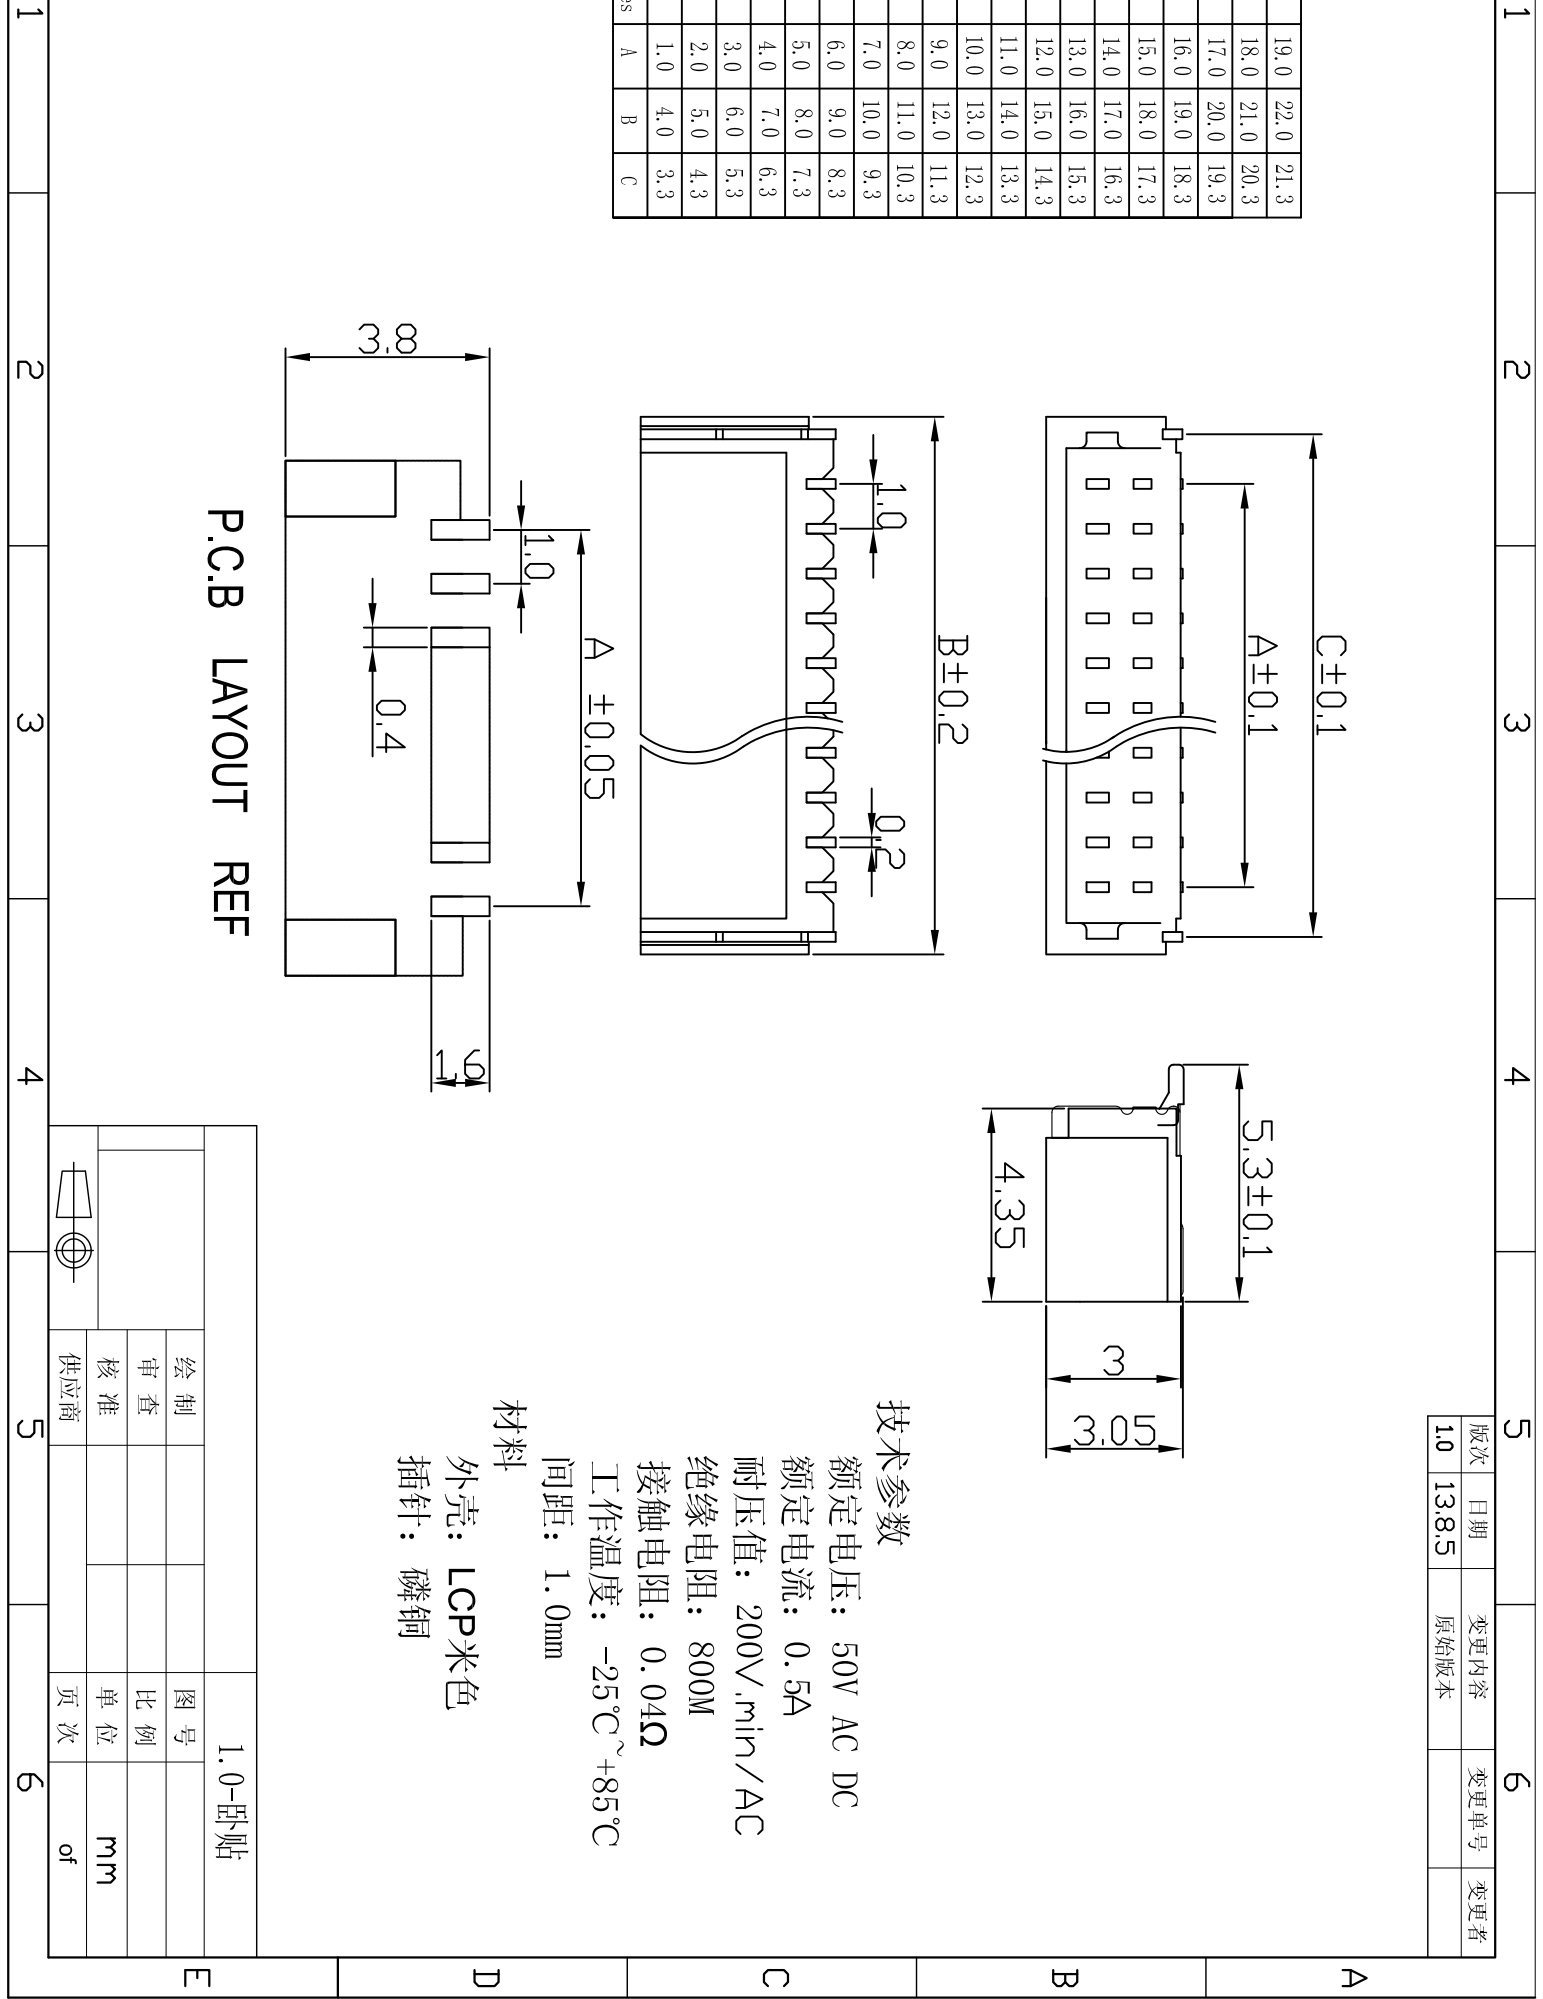 1 2 3 4 5 6
版次 日期 变更内容 变更单号 变更者
1.0 13.8.5 原始版本
A
B
C
D
E
19.0 22.0 21.3
18.0 21.0 20.3
17.0 20.0 19.3
16.0 19.0 18.3
15.0 18.0 17.3
14.0 17.0 16.3
13.0 16.0 15.3
12.0 15.0 14.3
11.0 14.0 13.3
10.0 13.0 12.3
9.0 12.0 11.3
8.0 11.0 10.3
7.0 10.0 9.3
6.0 9.0 8.3
5.0 8.0 7.3
4.0 7.0 6.3
3.0 6.0 5.3
2.0 5.0 4.3
1.0 4.0 3.3
A B C
C±0.1
A±0.1
5.3±0.1
4.35
3
3.05
B±0.2
1.0
0.2
A ±0.05
1.0
0.4
3.8
1.6
P.C.B LAYOUT REF
技术参数
额定电压: 50V AC DC
额定电流: 0.5A
耐压值: 200V.min/AC
绝缘电阻: 800M
接触电阻: 0.04Ω
工作温度: -25℃~+85℃
间距: 1.0mm
材料
外壳: LCP米色
插针: 磷铜
1.0-卧贴
绘制 图号
审查 比例
核准 单位 mm
供应商 页次 of
1 2 3 4 5 6